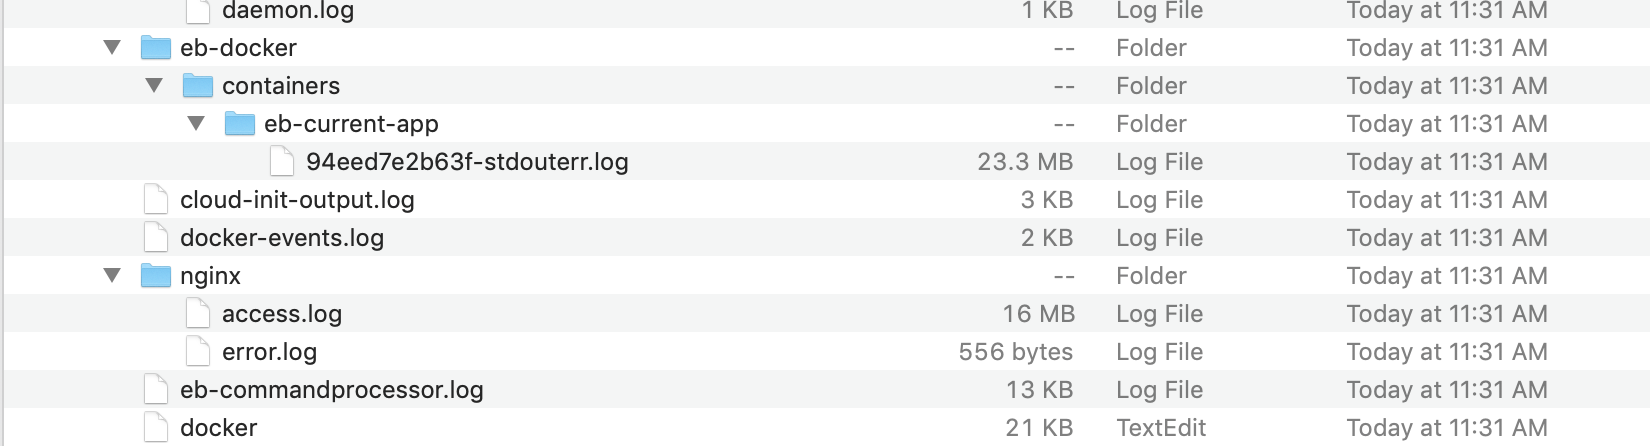 daemon.log 1 KB Log File Today at 11:31 AM
eb-docker -- Folder Today at 11:31 AM
containers -- Folder Today at 11:31 AM
eb-current-app -- Folder Today at 11:31 AM
94eed7e2b63f-stdouterr.log 23.3 MB Log File Today at 11:31 AM
cloud-init-output.log 3 KB Log File Today at 11:31 AM
docker-events.log 2 KB Log File Today at 11:31 AM
nginx -- Folder Today at 11:31 AM
access.log 16 MB Log File Today at 11:31 AM
error.log 556 bytes Log File Today at 11:31 AM
eb-commandprocessor.log 13 KB Log File Today at 11:31 AM
docker 21 KB TextEdit Today at 11:31 AM